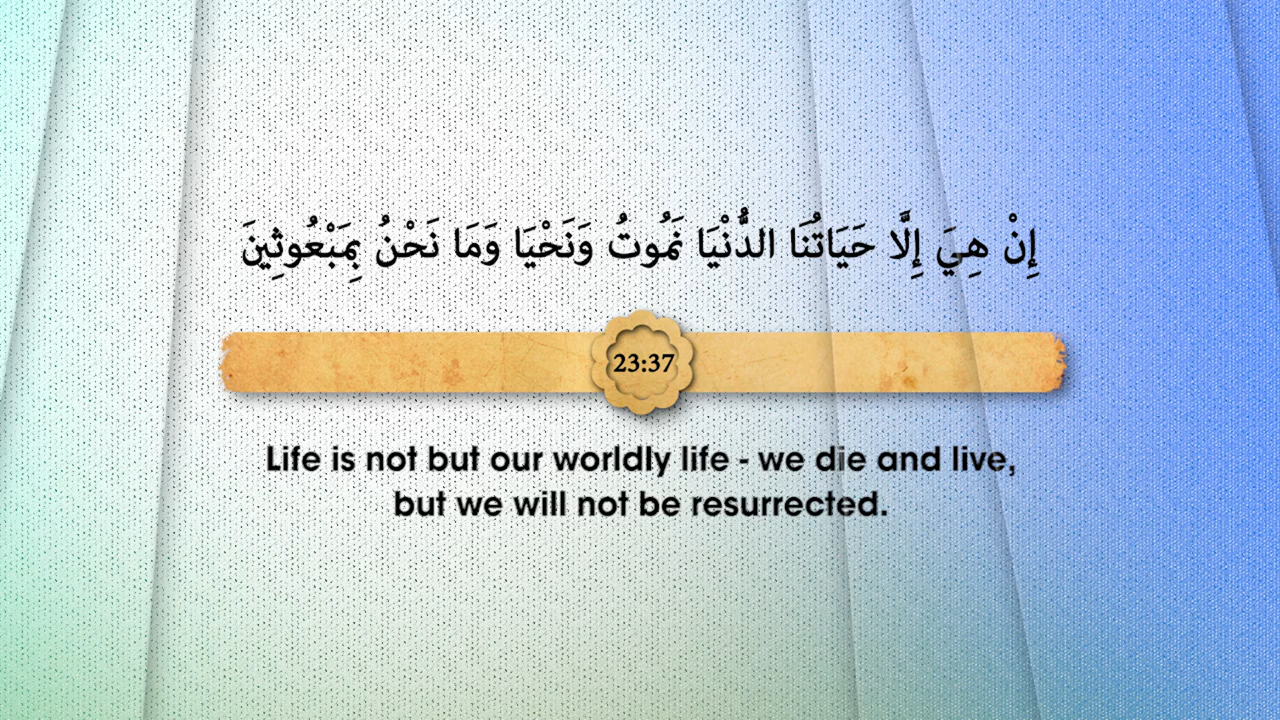 إِنْ هِيَ إِلَّا حَيَاتُنَا الدُّنْيَا نَمُوتُ وَنَحْيَا وَمَا نَحْنُ بِمَبْعُوثِينَ
23:37
Life is not but our worldly life - we die and live,
but we will not be resurrected.